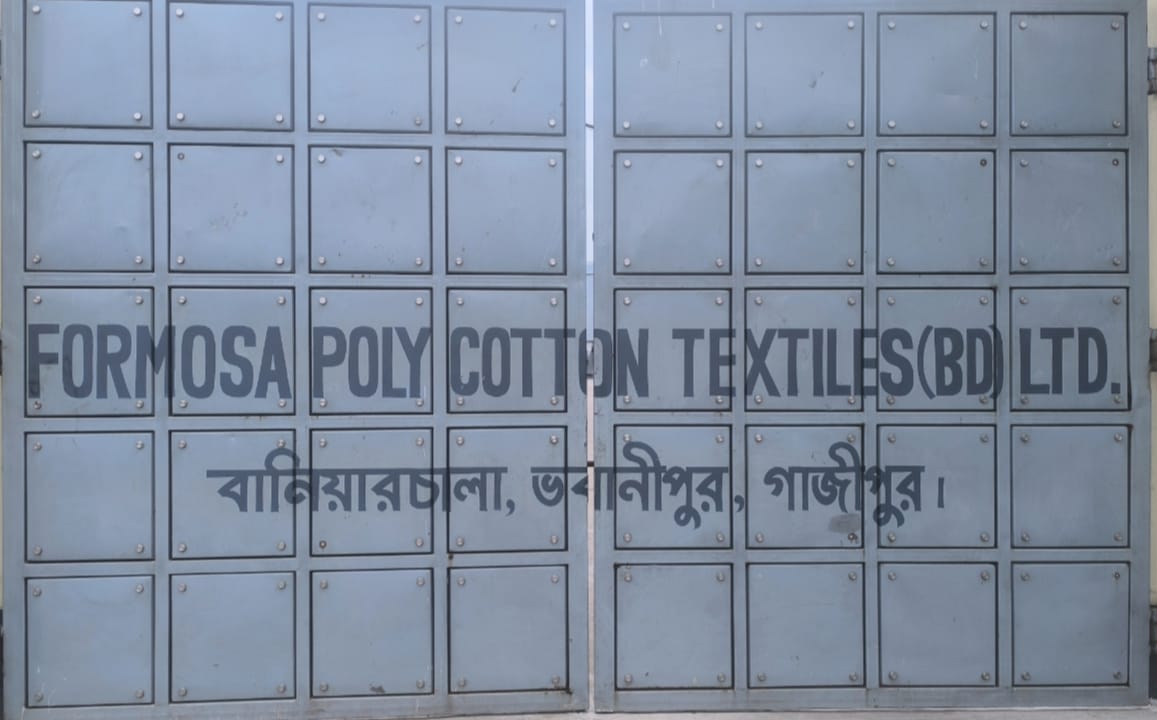 FORMOSA POLY COTTON TEXTILES(BD) LTD.
বানিয়ারচালা, ভবানীপুর, গাজীপুর।